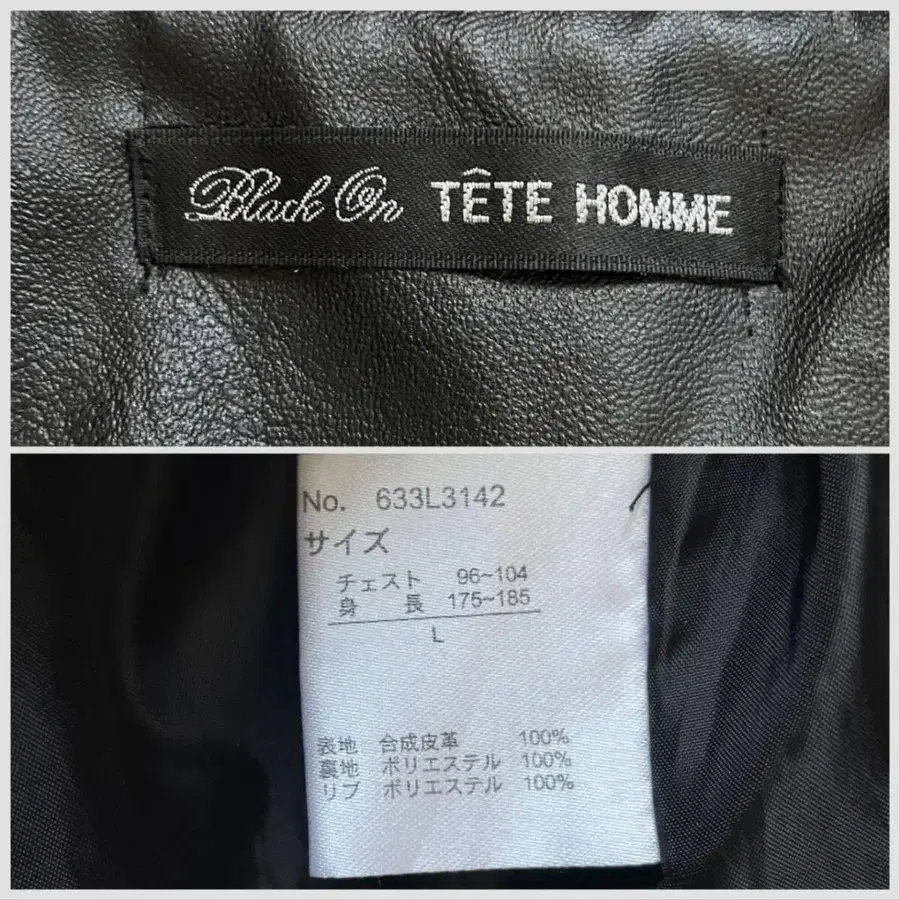 Black On TÊTE HOMME
No. 633L3142
サイズ
チェスト 96~104
身 長 175~185
L
表地 合成皮革 100%
裏地 ポリエステル 100%
リブ ポリエステル 100%